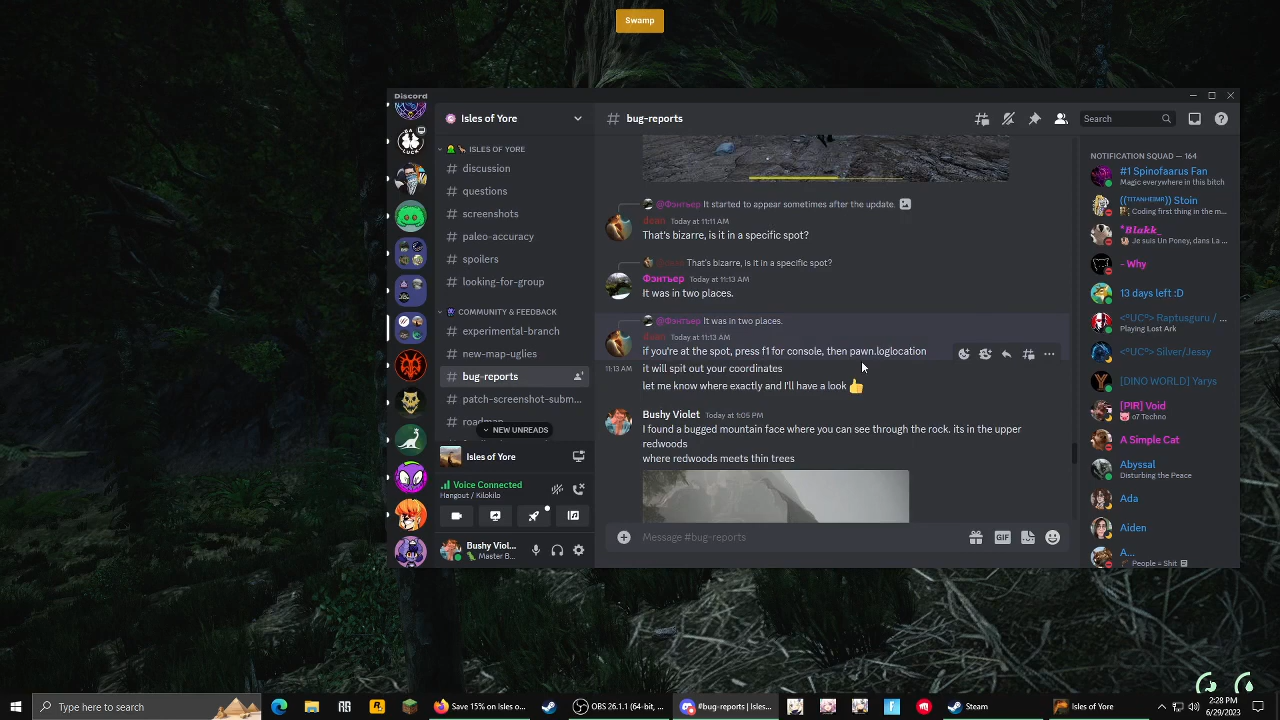 Swamp
Discord
Isles of Yore
ISLES OF YORE
discussion
questions
screenshots
paleo-accuracy
spoilers
looking-for-group
COMMUNITY & FEEDBACK
experimental-branch
new-map-uglies
bug-reports
patch-screenshot-subm...
roadmap
NEW UNREADS
Isles of Yore
Voice Connected
Hangout / Kilokilo
Bushy Viol...
Master B...
bug-reports
Search
@Фэнтьер It started to appear sometimes after the update.
dean Today at 11:11 AM
That's bizarre, is it in a specific spot?
That's bizarre, is it in a specific spot?
Фэнтьер Today at 11:13 AM
It was in two places.
@Фэнтьер It was in two places.
dean Today at 11:13 AM
if you're at the spot, press f1 for console, then pawn.loglocation
11:13 AM it will spit out your coordinates
let me know where exactly and I'll have a look 👍
Bushy Violet Today at 1:05 PM
I found a bugged mountain face where you can see through the rock. its in the upper
redwoods
where redwoods meets thin trees
Message #bug-reports
GIF
NOTIFICATION SQUAD — 164
#1 Spinofaarus Fan
Magic everywhere in this bitch
((TITANHEIMR)) Stoin
Coding first thing in the m...
*Blakk_
Je suis Un Poney, dans La ...
- Why
13 days left :D
<ºUC°> Raptusguru / ...
Playing Lost Ark
<ºUC°> Silver/Jessy
[DINO WORLD] Yarys
[PIR] Void
o7 Techno
A Simple Cat
Abyssal
Disturbing the Peace
Ada
Aiden
A...
People = Shit
Type here to search
Save 15% on Isles o...
OBS 26.1.1 (64-bit, ...
#bug-reports | Isles...
Steam
Isles of Yore
2:28 PM
6/29/2023